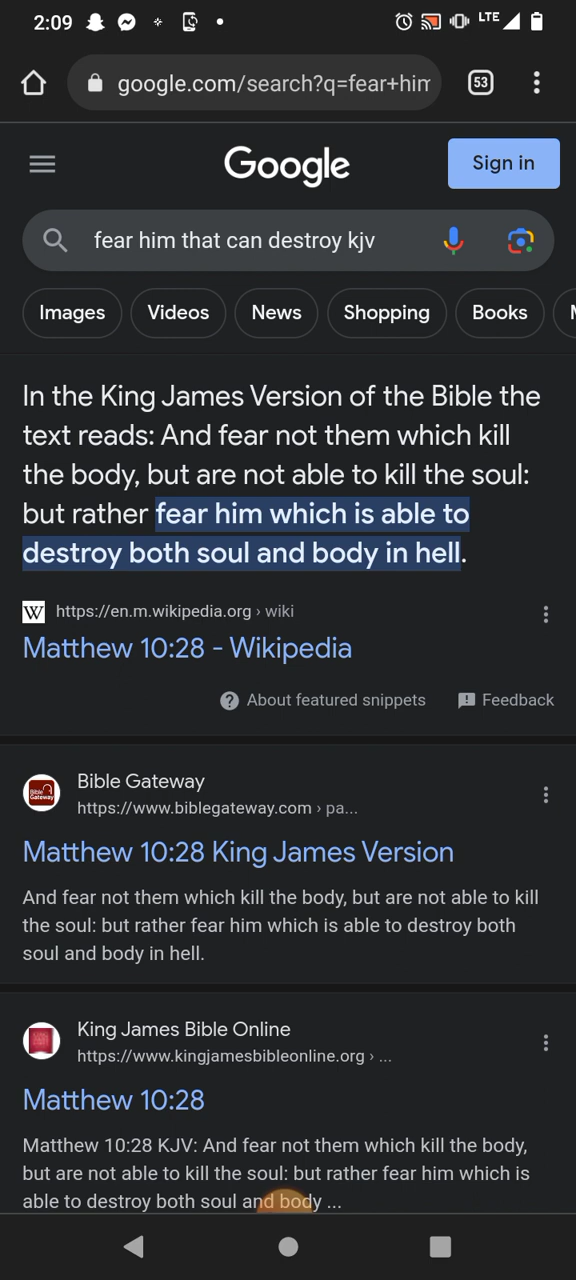 2:09
LTE
google.com/search?q=fear+him
53
Google
Sign in
fear him that can destroy kjv
Images Videos News Shopping Books
In the King James Version of the Bible the
text reads: And fear not them which kill
the body, but are not able to kill the soul:
but rather fear him which is able to
destroy both soul and body in hell.
W https://en.m.wikipedia.org › wiki
Matthew 10:28 - Wikipedia
About featured snippets Feedback
Bible Gateway
https://www.biblegateway.com › pa...
Matthew 10:28 King James Version
And fear not them which kill the body, but are not able to kill
the soul: but rather fear him which is able to destroy both
soul and body in hell.
King James Bible Online
https://www.kingjamesbibleonline.org › ...
Matthew 10:28
Matthew 10:28 KJV: And fear not them which kill the body,
but are not able to kill the soul: but rather fear him which is
able to destroy both soul and body ...